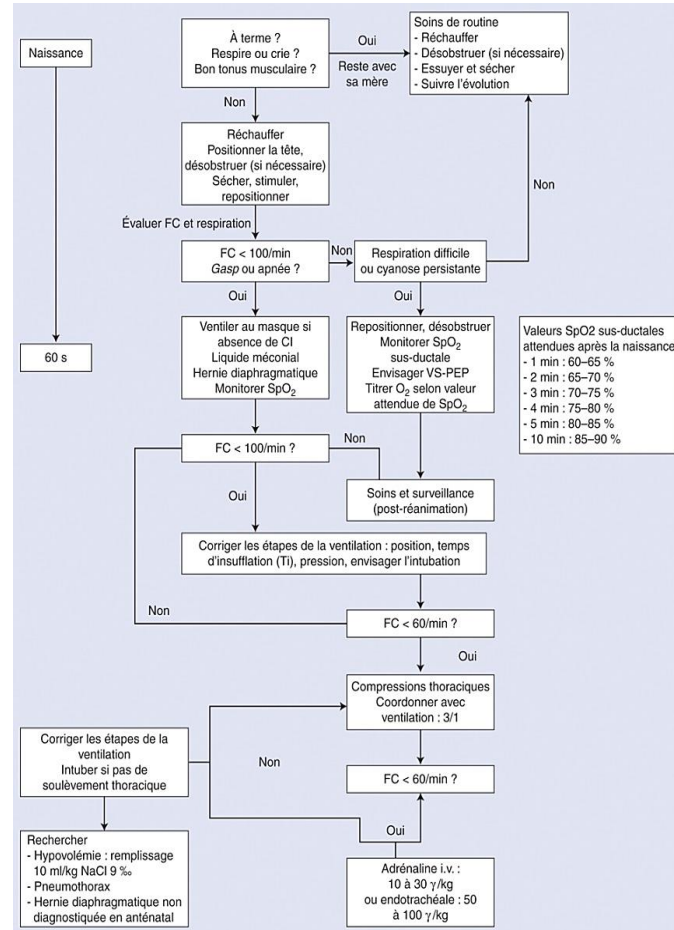 Naissance
À terme ?
Respire ou crie ?
Bon tonus musculaire ?
Oui
Reste avec
sa mère
Soins de routine
- Réchauffer
- Désobstruer (si nécessaire)
- Essuyer et sécher
- Suivre l'évolution
Non
Réchauffer
Positionner la tête,
désobstruer (si nécessaire)
Sécher, stimuler,
repositionner
Non
Évaluer FC et respiration
FC < 100/min
Gasp ou apnée ?
Non
Respiration difficile
ou cyanose persistante
Oui
Oui
60 s
Ventiler au masque si
absence de CI
Liquide méconial
Hernie diaphragmatique
Monitorer SpO2
Repositionner, désobstruer
Monitorer SpO2
sus-ductale
Envisager VS-PEP
Titrer O2 selon valeur
attendue de SpO2
Valeurs SpO2 sus-ductales
attendues après la naissance
- 1 min : 60–65 %
- 2 min : 65–70 %
- 3 min : 70–75 %
- 4 min : 75–80 %
- 5 min : 80–85 %
- 10 min : 85–90 %
FC < 100/min ?
Non
Oui
Soins et surveillance
(post-réanimation)
Corriger les étapes de la ventilation : position, temps
d'insufflation (Ti), pression, envisager l'intubation
Non
FC < 60/min ?
Oui
Compressions thoraciques
Coordonner avec
ventilation : 3/1
Corriger les étapes de la
ventilation
Intuber si pas de
soulèvement thoracique
Non
FC < 60/min ?
Oui
Rechercher
- Hypovolémie : remplissage
10 ml/kg NaCl 9 ‰
- Pneumothorax
- Hernie diaphragmatique non
diagnostiquée en anténatal
Adrénaline i.v. :
10 à 30 γ/kg
ou endotrachéale : 50
à 100 γ/kg